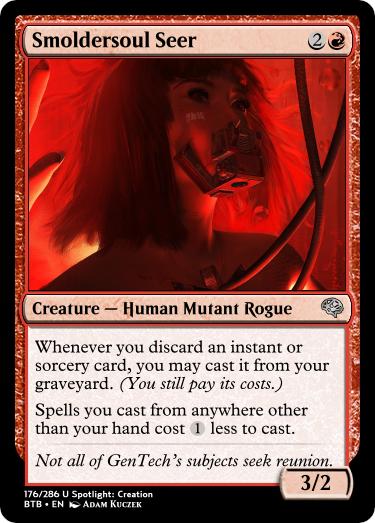 Smoldersoul Seer 2
Creature — Human Mutant Rogue
Whenever you discard an instant or
sorcery card, you may cast it from your
graveyard. (You still pay its costs.)
Spells you cast from anywhere other
than your hand cost 1 less to cast.
Not all of GenTech's subjects seek reunion.
3/2
176/286 U Spotlight: Creation
BTB • EN Adam Kuczek